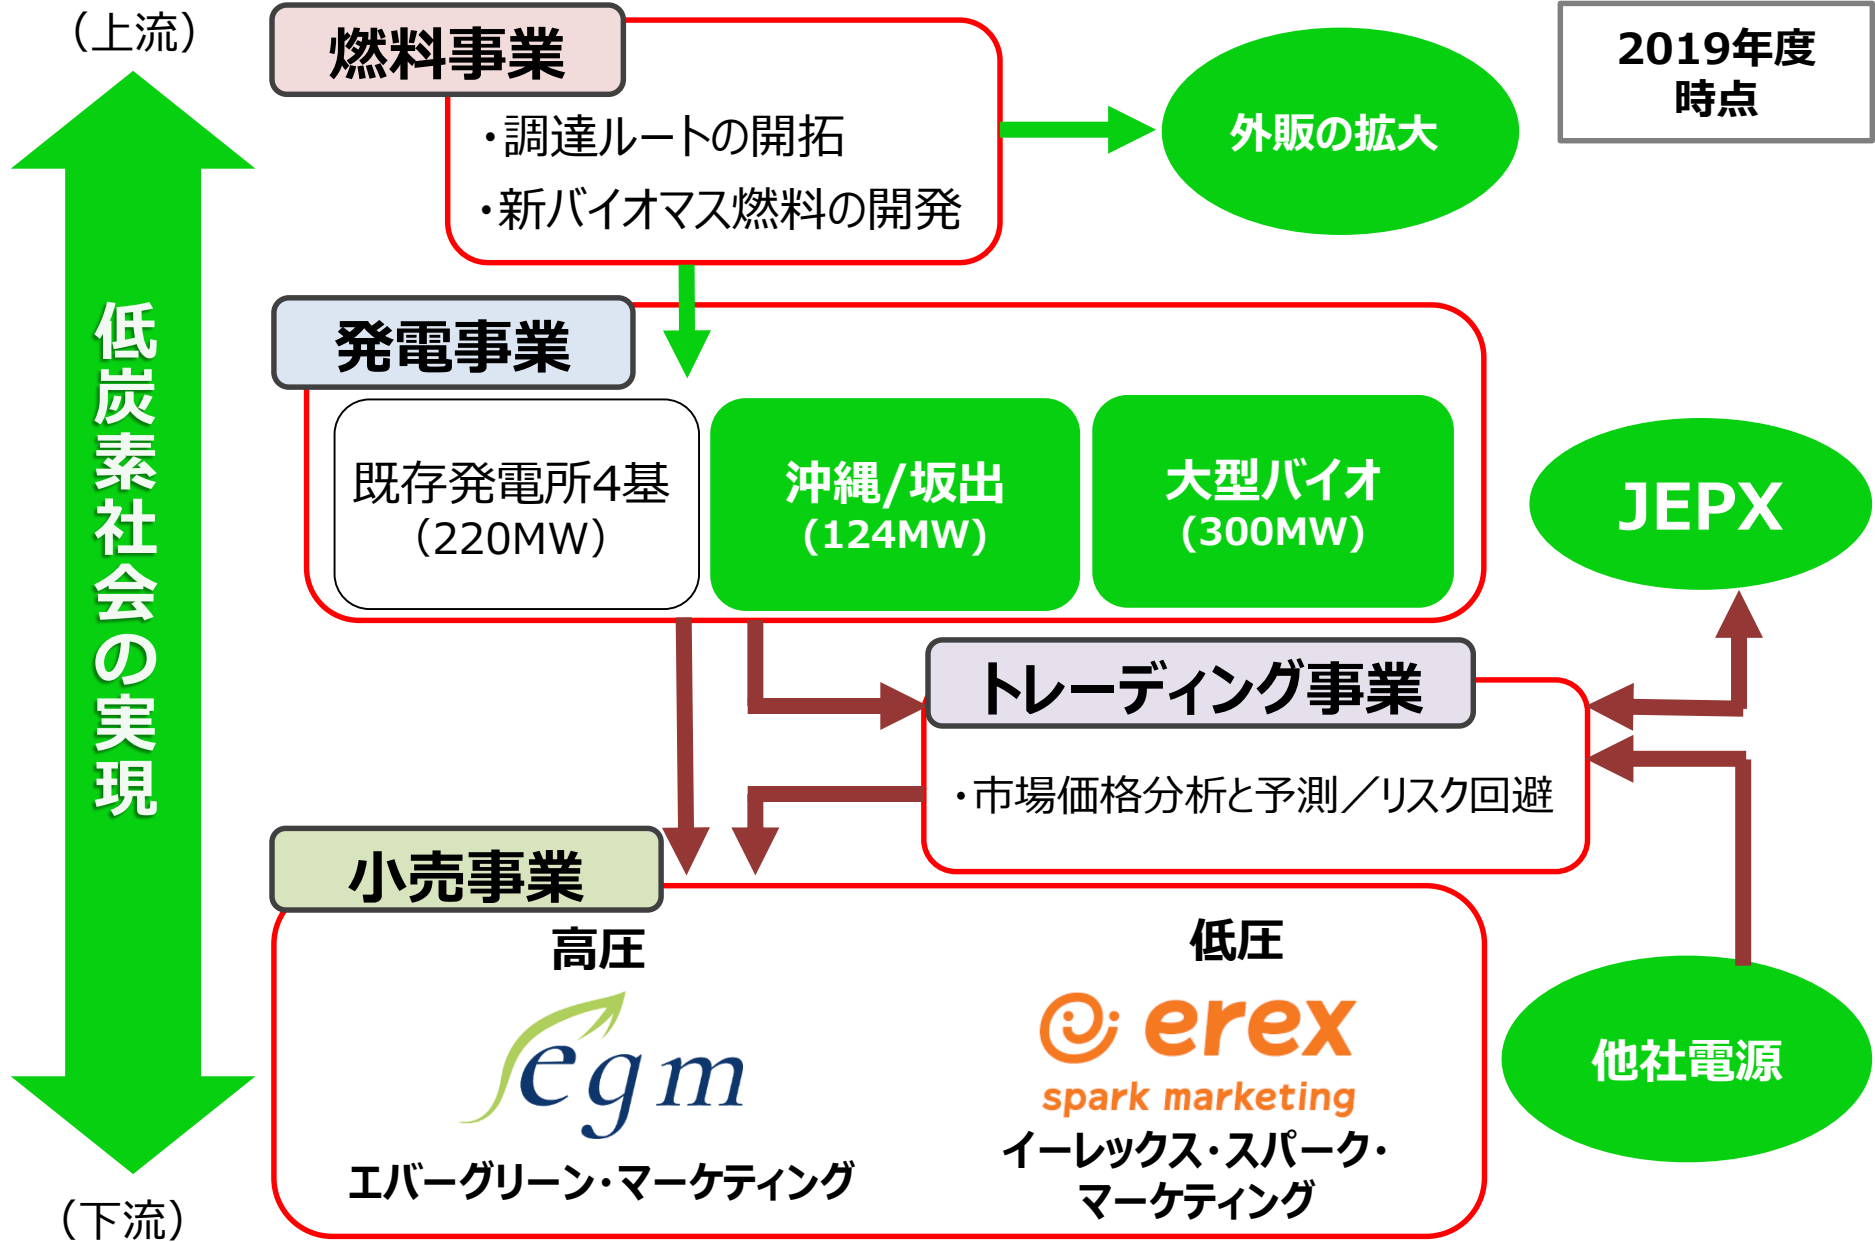 （上流）
燃料事業
・調達ルートの開拓
・新バイオマス燃料の開発
外販の拡大
2019年度
時点
低炭素社会の実現
発電事業
既存発電所4基
（220MW）
沖縄/坂出
(124MW)
大型バイオ
(300MW)
JEPX
トレーディング事業
・市場価格分析と予測／リスク回避
小売事業
高圧
egm
エバーグリーン・マーケティング
低圧
erex
spark marketing
イーレックス・スパーク・
マーケティング
他社電源
（下流）